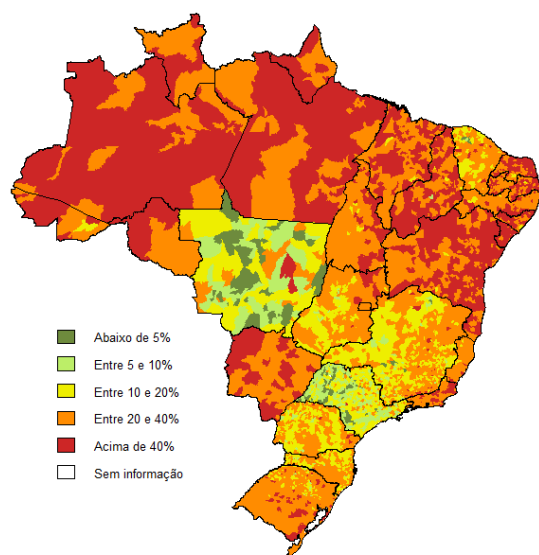 Abaixo de 5%
Entre 5 e 10%
Entre 10 e 20%
Entre 20 e 40%
Acima de 40%
Sem informação